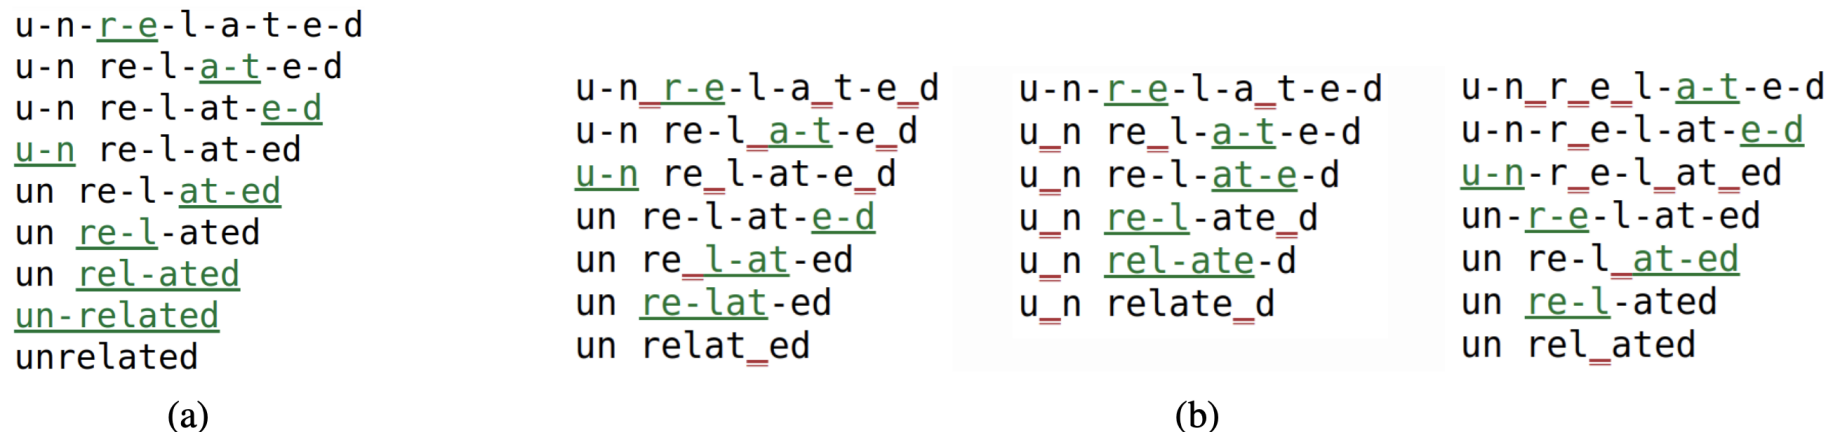 u-n-r-e-l-a-t-e-d
u-n re-l-a-t-e-d
u-n re-l-at-e-d
u-n re-l-at-ed
un re-l-at-ed
un re-l-ated
un rel-ated
un-related
unrelated
(a)
u-n_r-e-l-a_t-e_d
u-n re-l_a-t-e_d
u-n re_l-at-e_d
un re-l-at-e-d
un re_l-at-ed
un re-lat-ed
un relat_ed
u-n-r-e-l-a_t-e-d
u_n re_l-a-t-e-d
u_n re-l-at-e-d
u_n re-l-ate_d
u_n rel-ate-d
u_n relate_d
u-n_r_e_l-a-t-e-d
u-n-r_e-l-at-e-d
u-n-r_e-l_at_ed
un-r-e-l-at-ed
un re-l_at-ed
un re-l-ated
un rel_ated
(b)